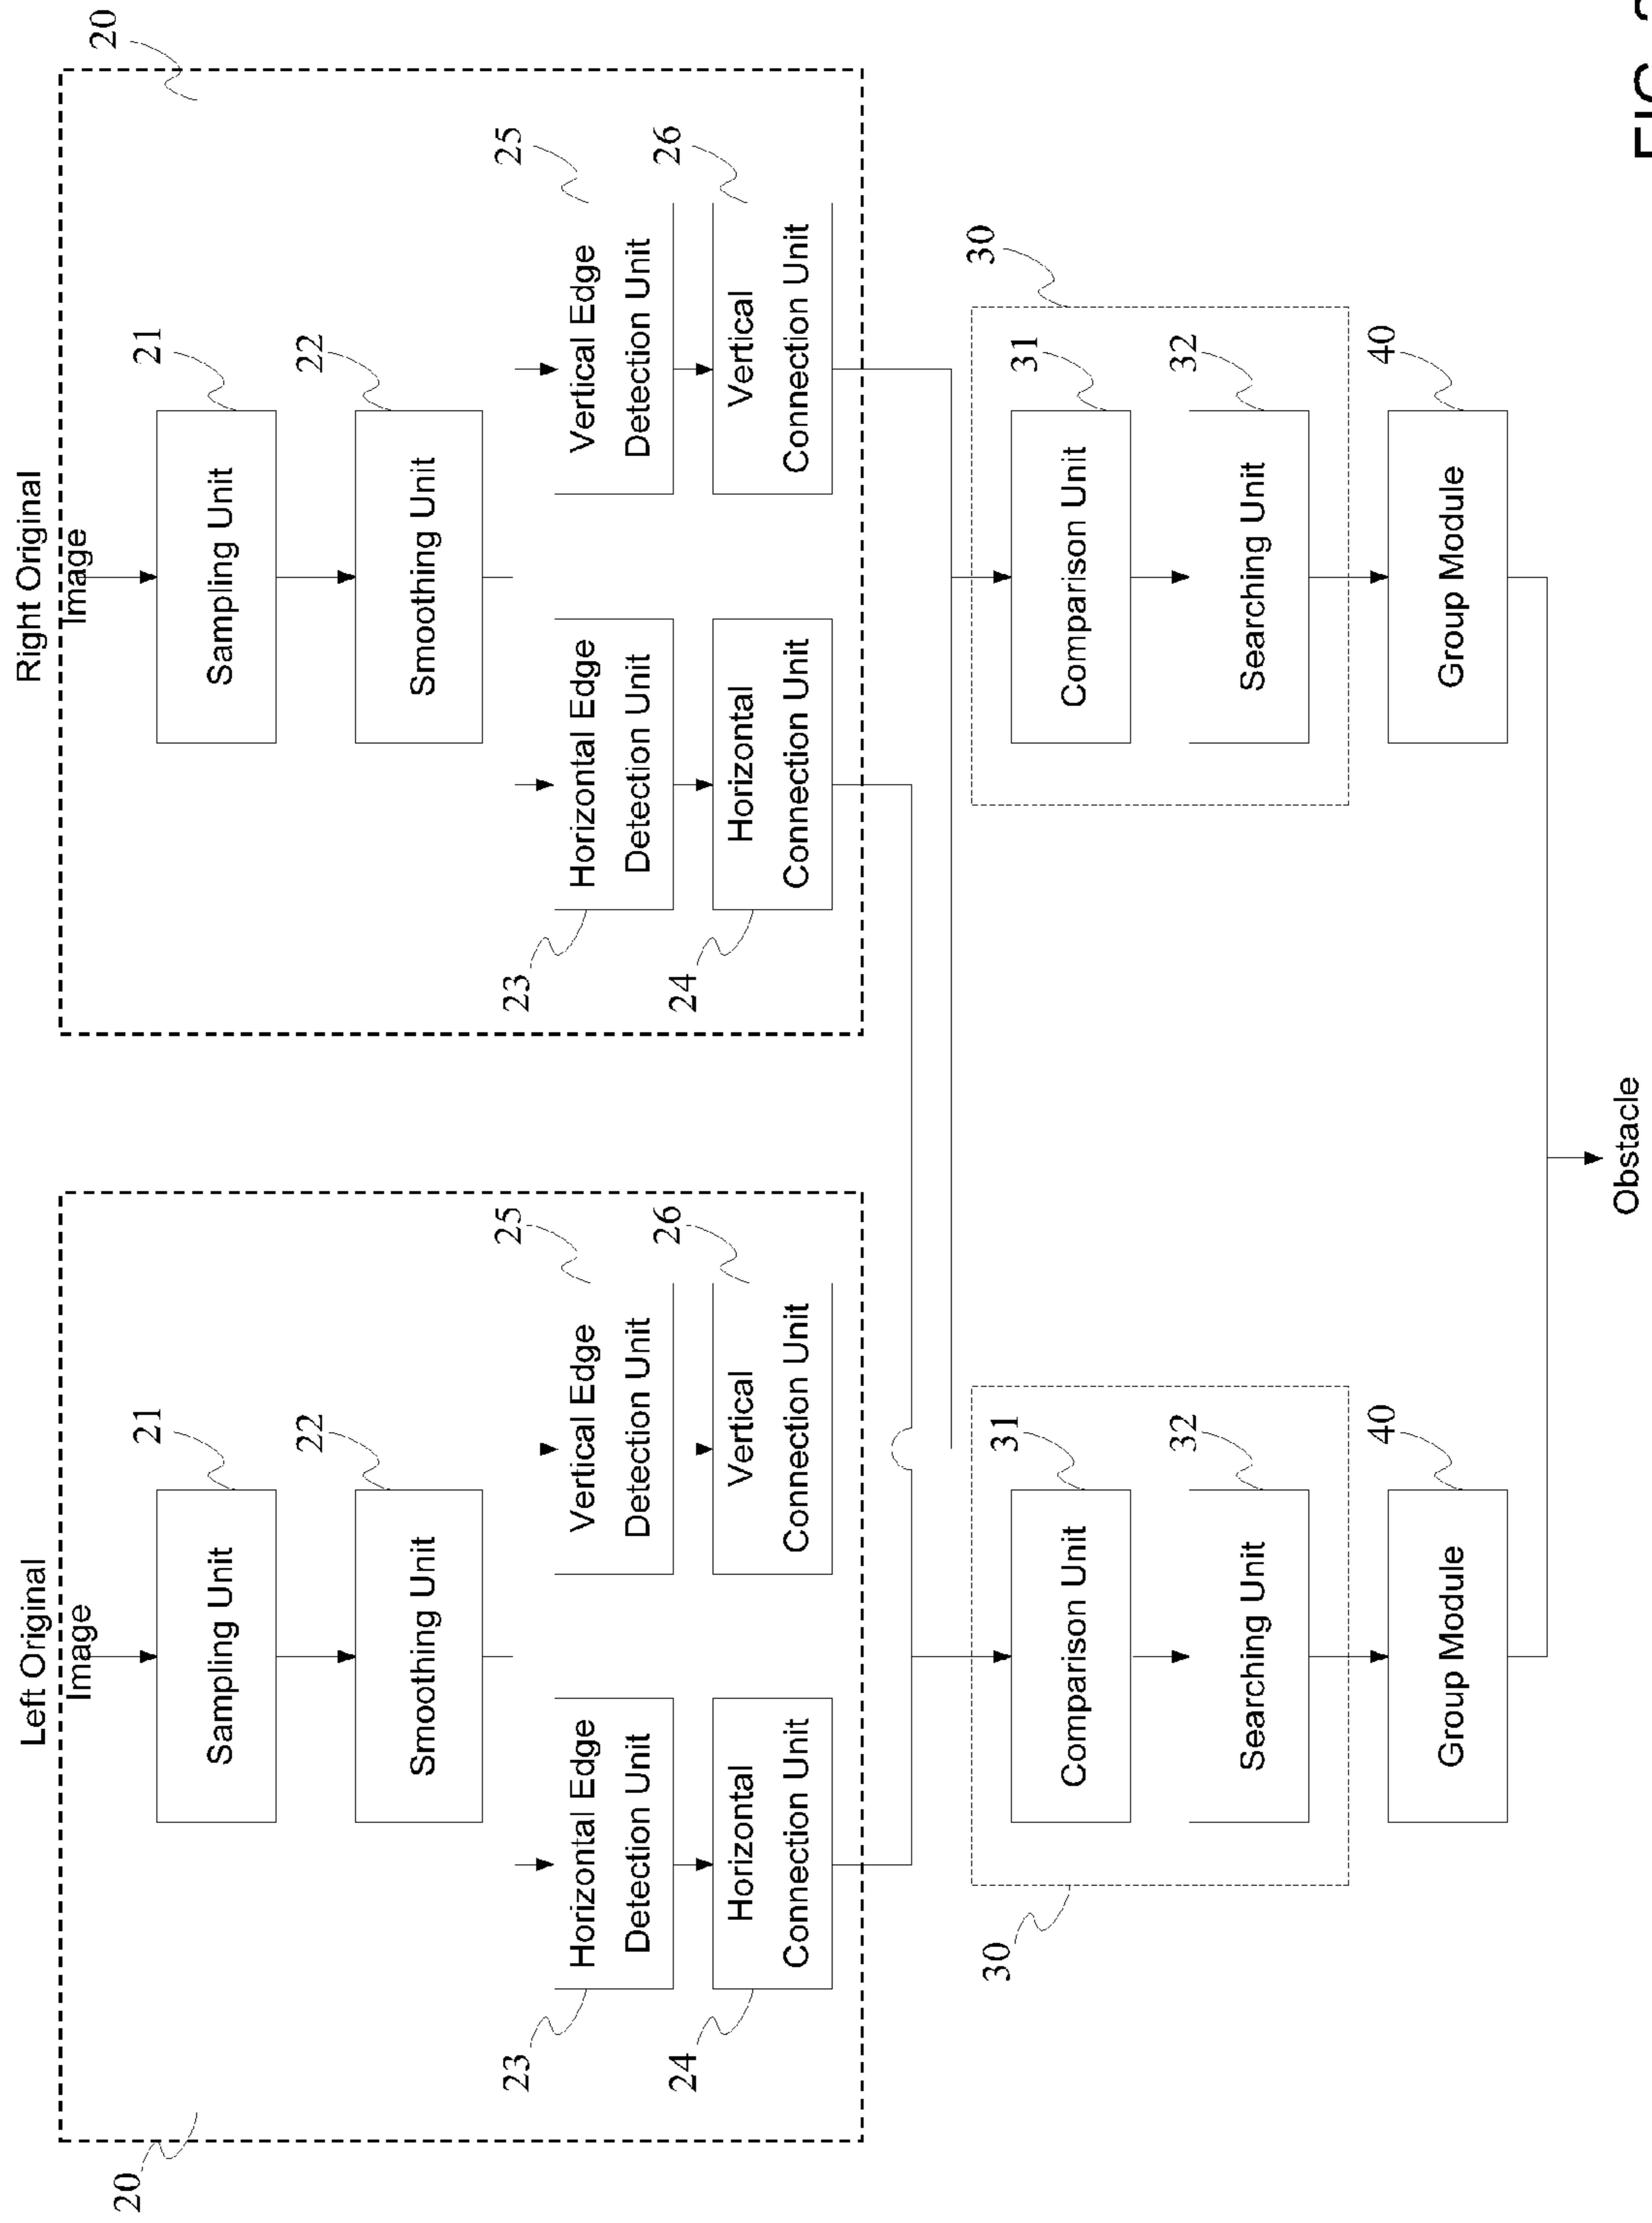 Left Original
Image
Right Original
Image
20
20
Sampling Unit
21
Sampling Unit
21
Smoothing Unit
22
Smoothing Unit
22
23
Horizontal Edge
Detection Unit
Vertical Edge
Detection Unit
25
23
Horizontal Edge
Detection Unit
Vertical Edge
Detection Unit
25
24
Horizontal
Connection Unit
Vertical
Connection Unit
26
24
Horizontal
Connection Unit
Vertical
Connection Unit
26
30
30
Comparison Unit
31
Comparison Unit
31
Searching Unit
32
Searching Unit
32
Group Module
40
Group Module
40
Obstacle